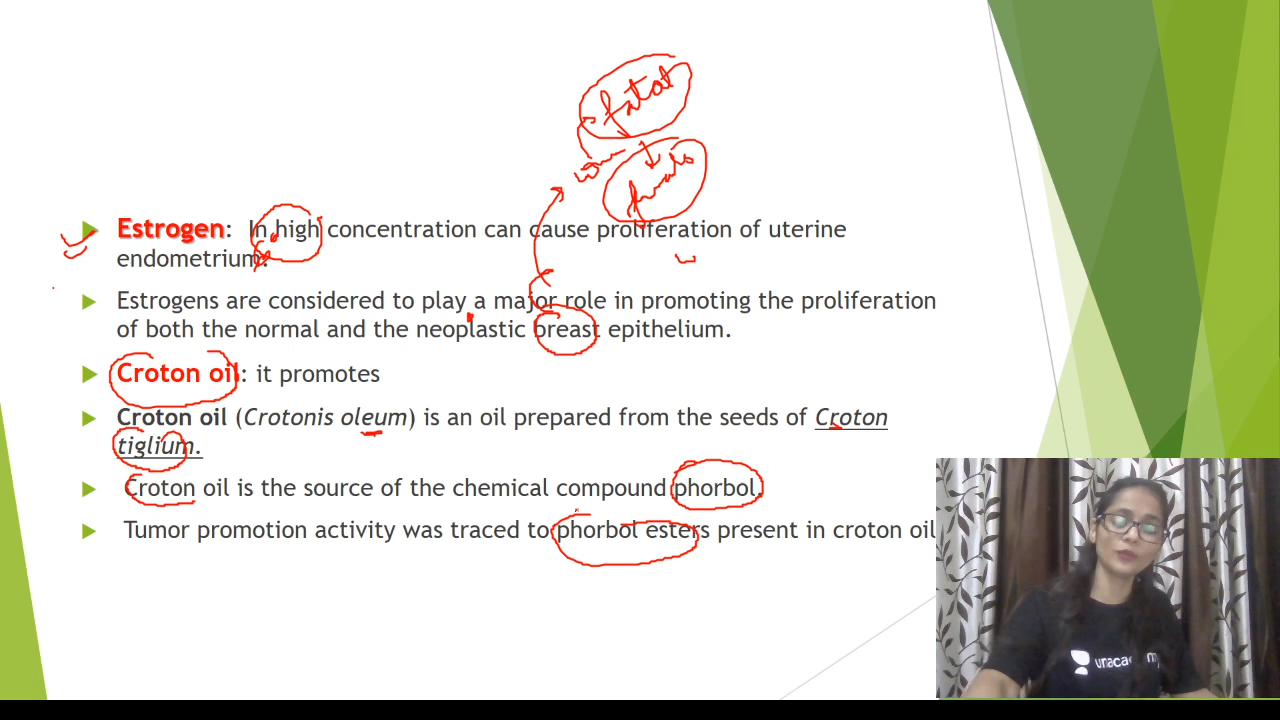 fatal
Estrogen: In high concentration can cause proliferation of uterine
endometrium.
Estrogens are considered to play a major role in promoting the proliferation
of both the normal and the neoplastic breast epithelium.
Croton oil: it promotes
Croton oil (Crotonis oleum) is an oil prepared from the seeds of Croton
tiglium.
Croton oil is the source of the chemical compound phorbol.
Tumor promotion activity was traced to phorbol esters present in croton oil